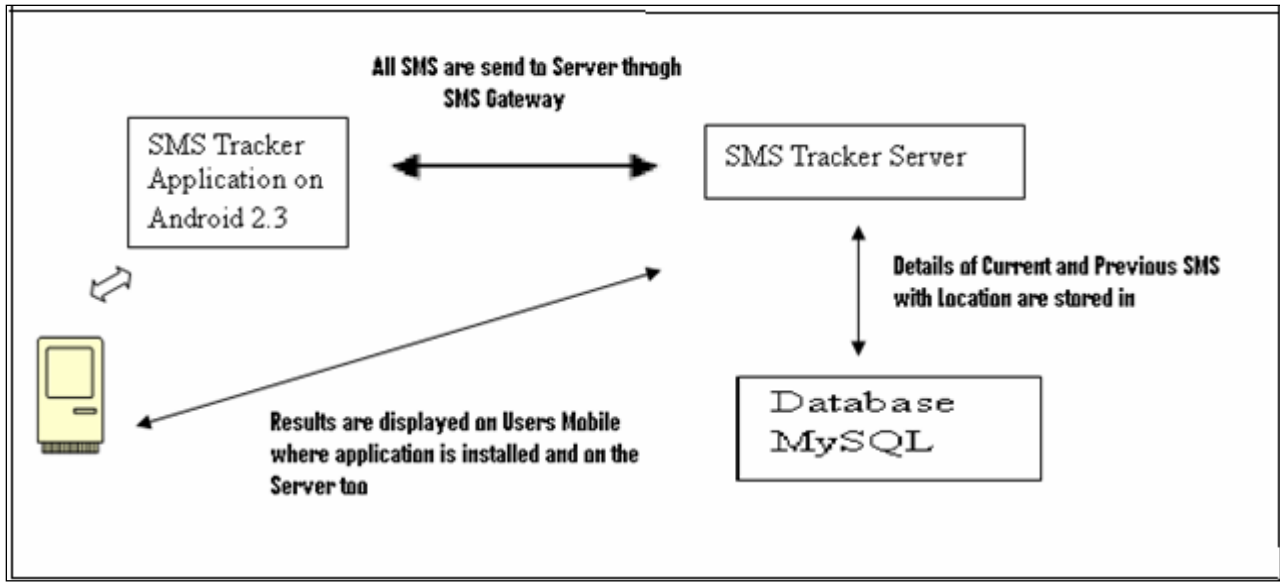 All SMS are send to Server throgh
SMS Gateway
SMS Tracker
Application on
Android 2.3
SMS Tracker Server
Details of Current and Previous SMS
with Location are stored in
Database
MySQL
Results are displayed on Users Mobile
where application is installed and on the
Server too